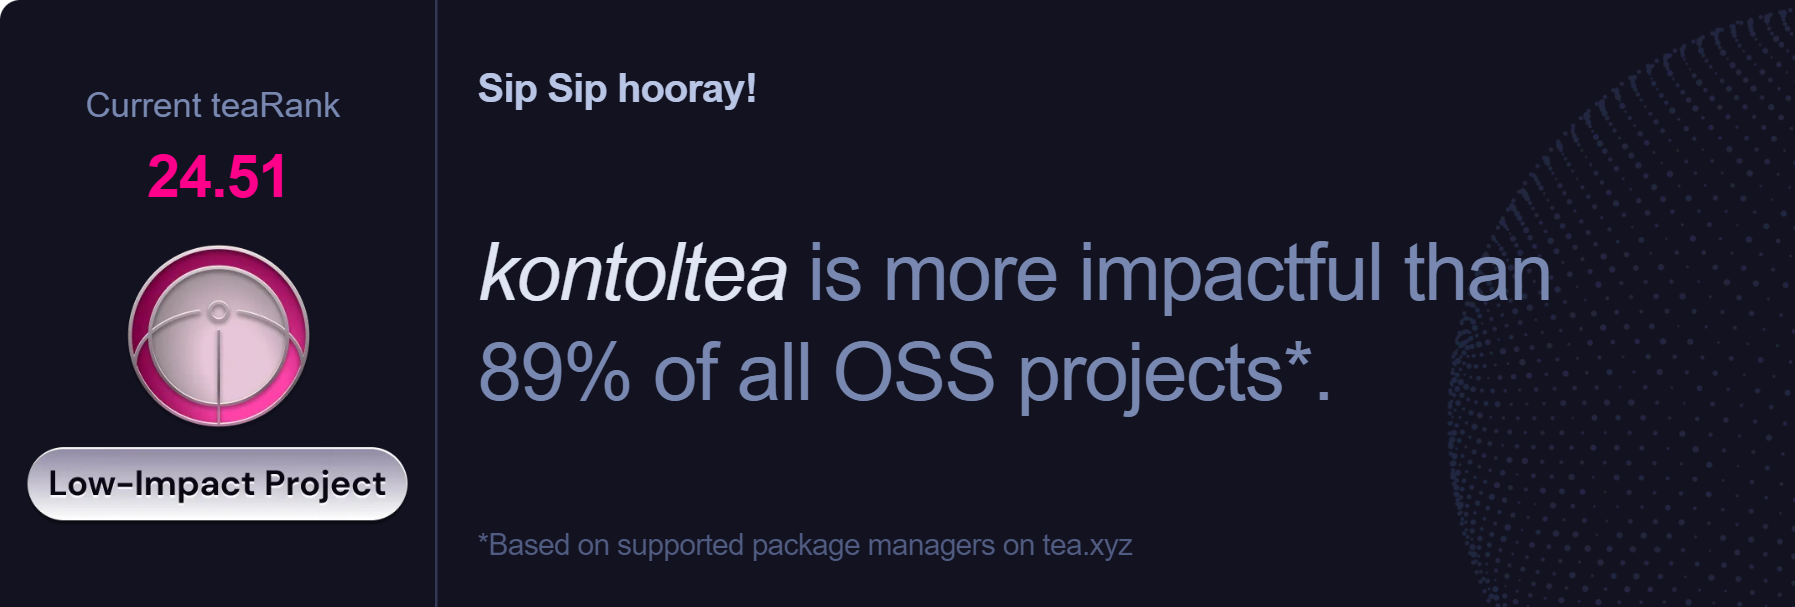 Current teaRank
24.51
Low-Impact Project
Sip Sip hooray!
kontoltea is more impactful than
89% of all OSS projects*.
*Based on supported package managers on tea.xyz